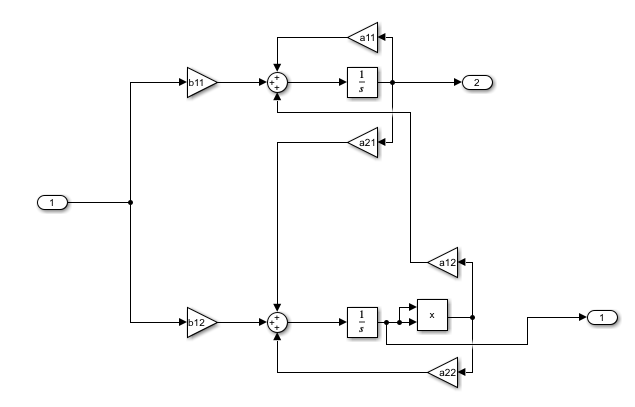 a11
b11
+
+
+
1
s
2
a21
1
a12
b12
+
+
+
1
s
x
1
a22